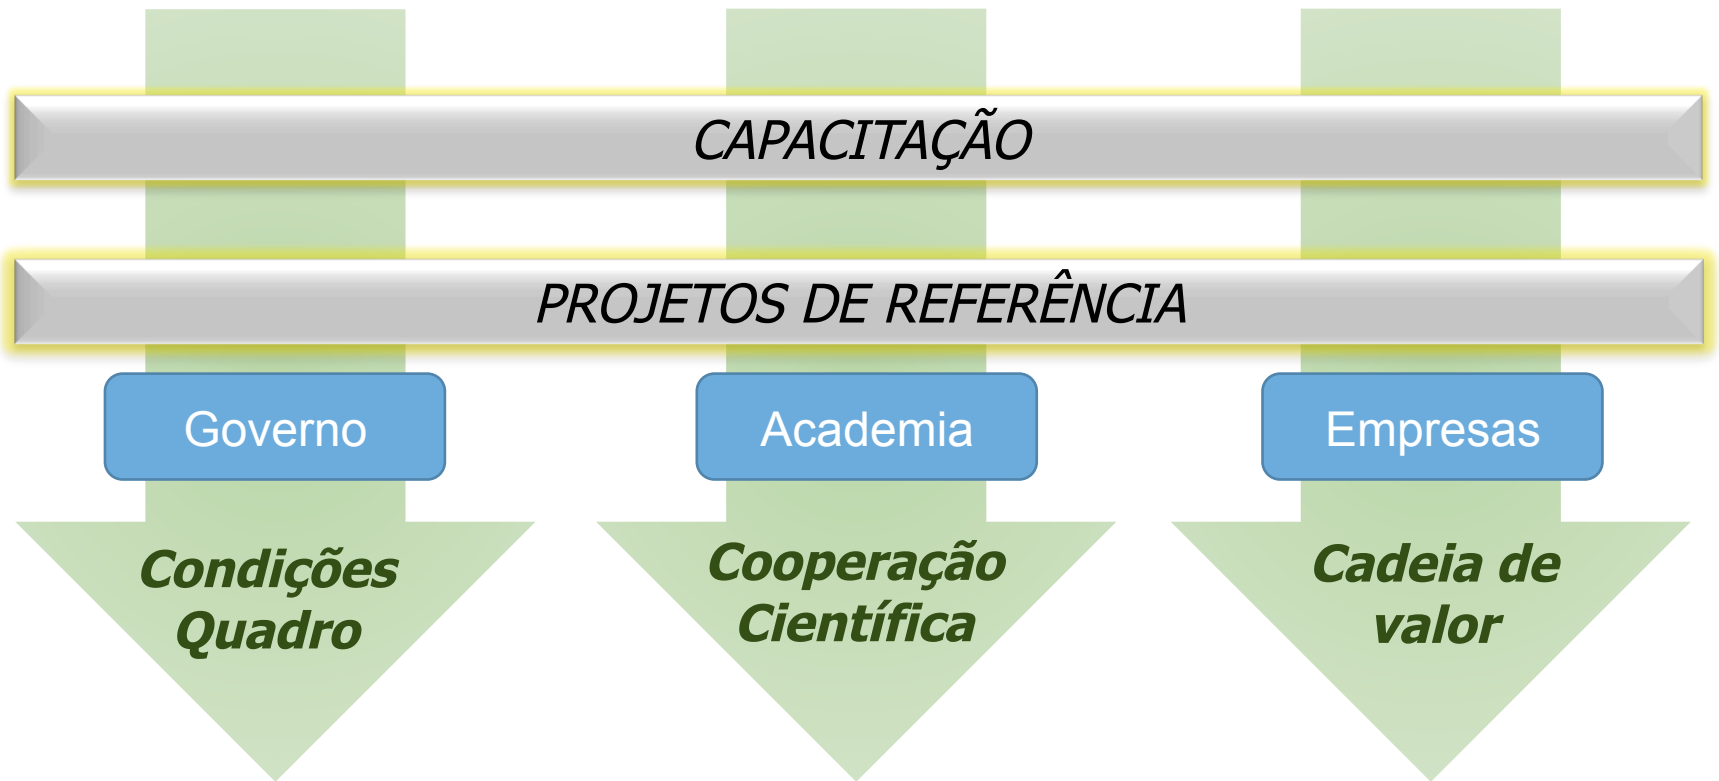 CAPACITAÇÃO
PROJETOS DE REFERÊNCIA
Governo
Academia
Empresas
Condições
Quadro
Cooperação
Científica
Cadeia de
valor